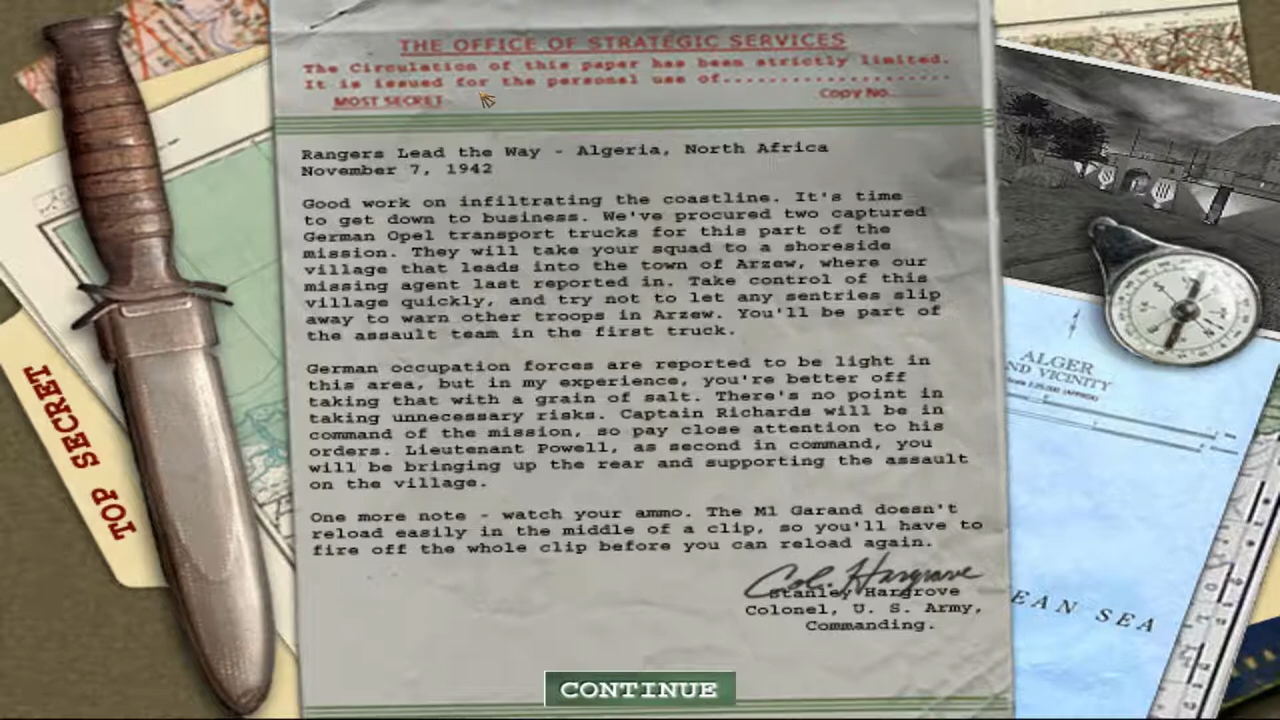 THE OFFICE OF STRATEGIC SERVICES
The Circulation of this paper has been strictly limited.
It is issued for the personal use of.....................
MOST SECRET
Copy No.
Rangers Lead the Way - Algeria, North Africa
November 7, 1942
Good work on infiltrating the coastline. It's time
to get down to business. We've procured two captured
German Opel transport trucks for this part of the
mission. They will take your squad to a shoreside
village that leads into the town of Arzew, where our
missing agent last reported in. Take control of this
village quickly, and try not to let any sentries slip
away to warn other troops in Arzew. You'll be part of
the assault team in the first truck.
German occupation forces are reported to be light in
this area, but in my experience, you're better off
taking that with a grain of salt. There's no point in
taking unnecessary risks. Captain Richards will be in
command of the mission, so pay close attention to his
orders. Lieutenant Powell, as second in command, you
will be bringing up the rear and supporting the assault
on the village.
One more note - watch your ammo. The M1 Garand doesn't
reload easily in the middle of a clip, so you'll have to
fire off the whole clip before you can reload again.
Col. Hargrove
Stanley Hargrove
Colonel, U. S. Army,
Commanding.
CONTINUE
TOP SECRET
ALGER
ND VICINITY
EAN SEA